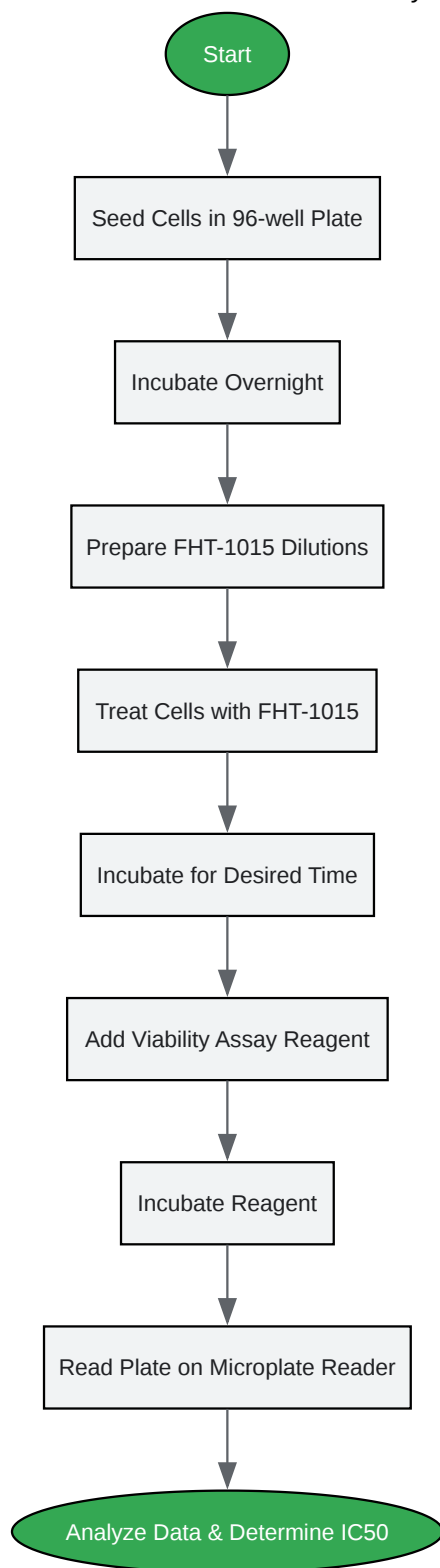 Start
Seed Cells in 96-well Plate
Incubate Overnight
Prepare FHT-1015 Dilutions
Treat Cells with FHT-1015
Incubate for Desired Time
Add Viability Assay Reagent
Incubate Reagent
Read Plate on Microplate Reader
Analyze Data & Determine IC50